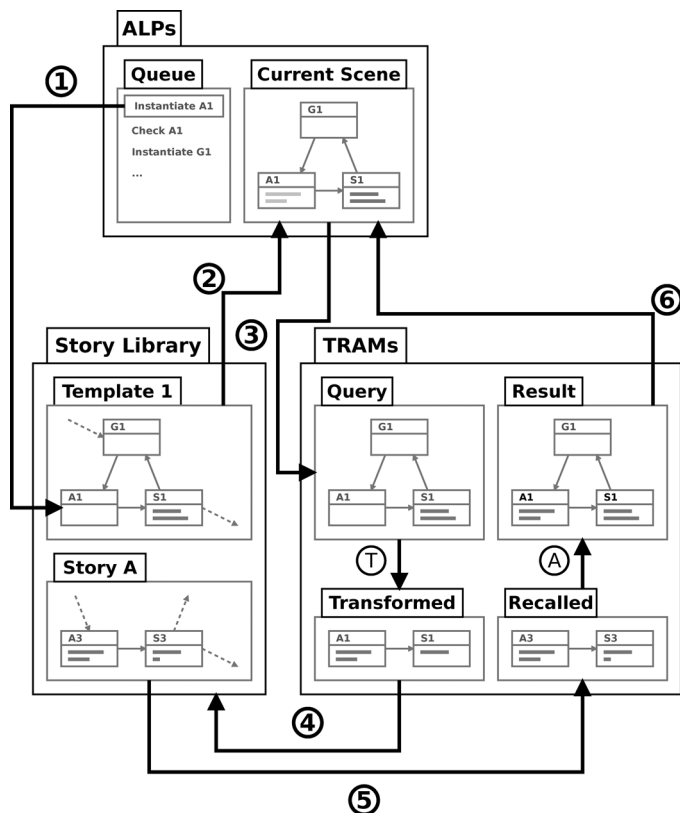 ALPs
1
Queue
Current Scene
Instantiate A1
Check A1
Instantiate G1
...
G1
A1
S1
2
3
6
Story Library
TRAMs
Template 1
Query
Result
G1
A1
S1
G1
A1
S1
G1
A1
S1
T
A
Story A
Transformed
Recalled
A3
S3
A1
S1
A3
S3
4
5